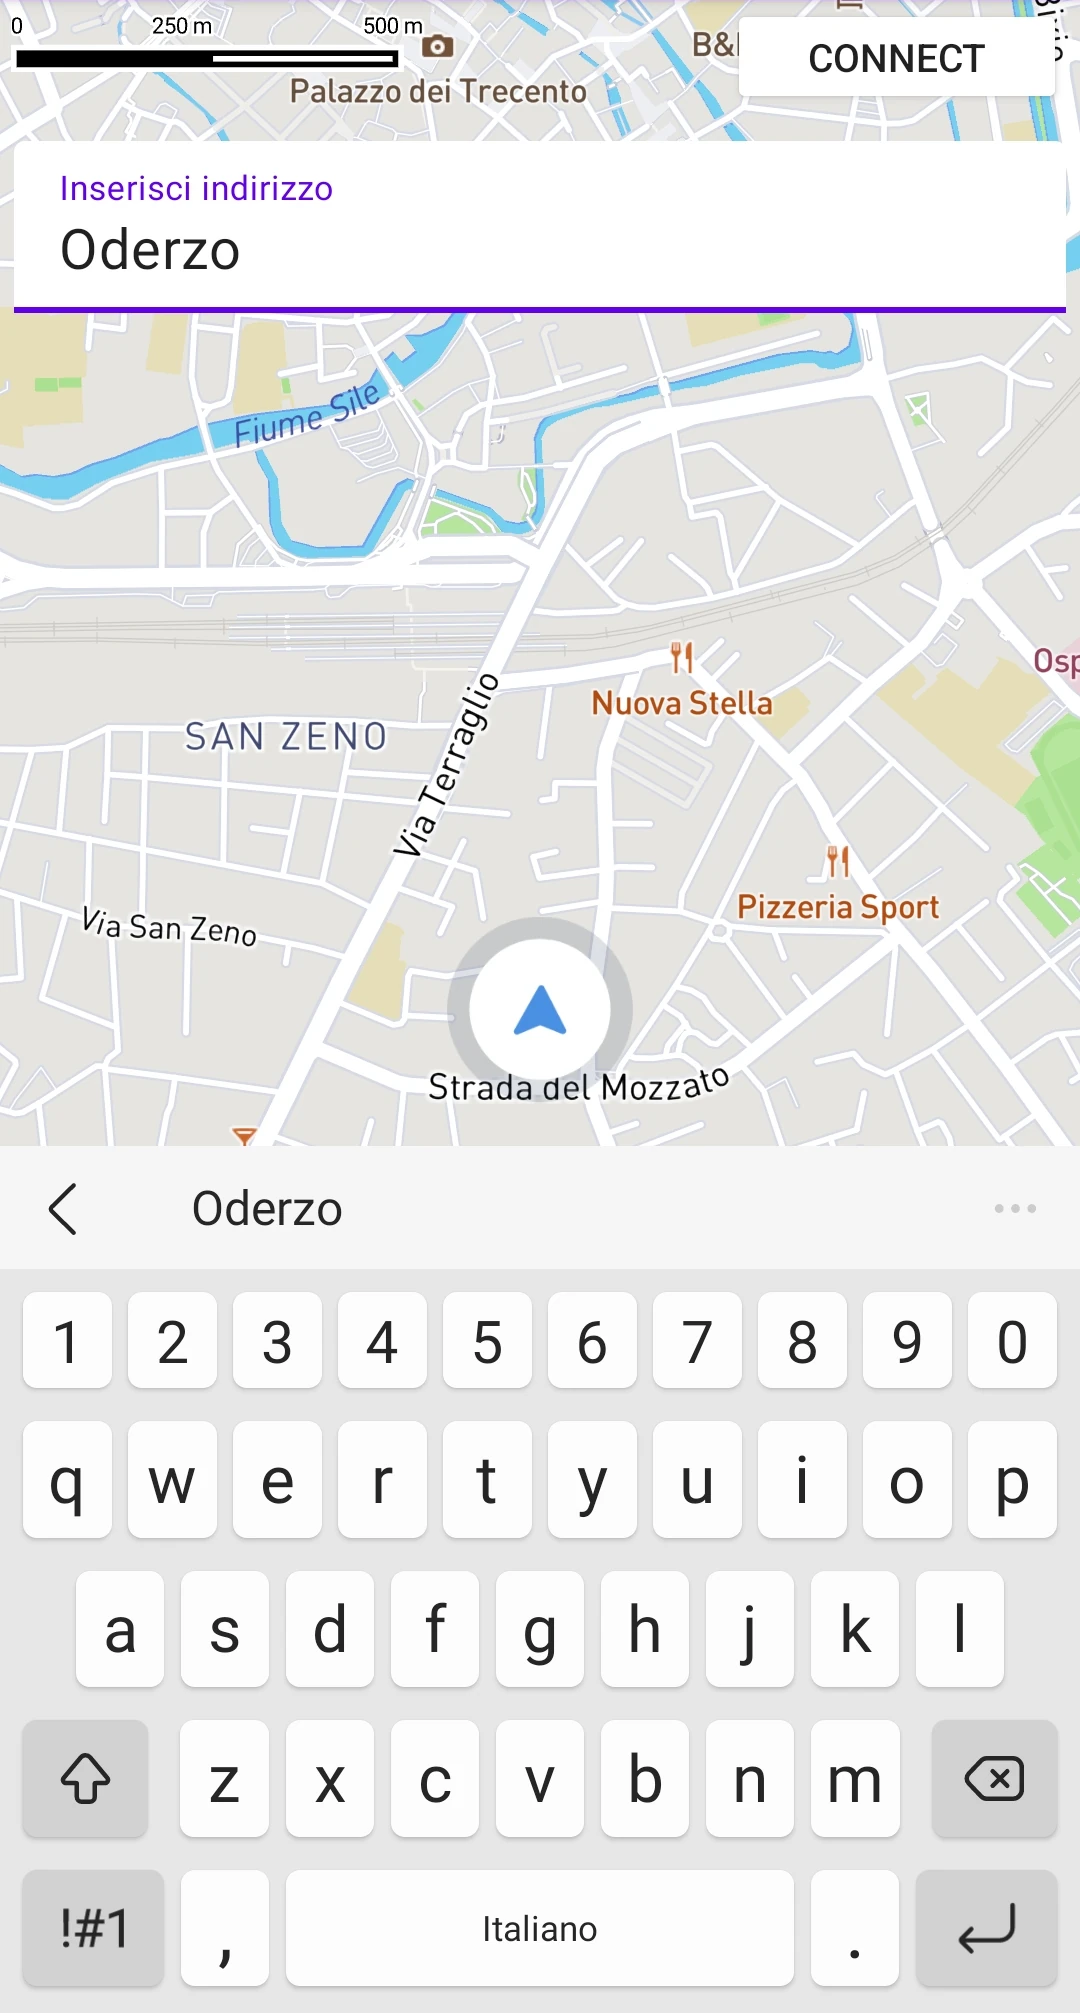 0 250 m 500 m
CONNECT
Palazzo dei Trecento
Inserisci indirizzo
Oderzo
Fiume Sile
Nuova Stella
SAN ZENO
Via Terraglio
Pizzeria Sport
Via San Zeno
Strada del Mozzato
Oderzo
1 2 3 4 5 6 7 8 9 0
q w e r t y u i o p
a s d f g h j k l
z x c v b n m
!#1 , Italiano .